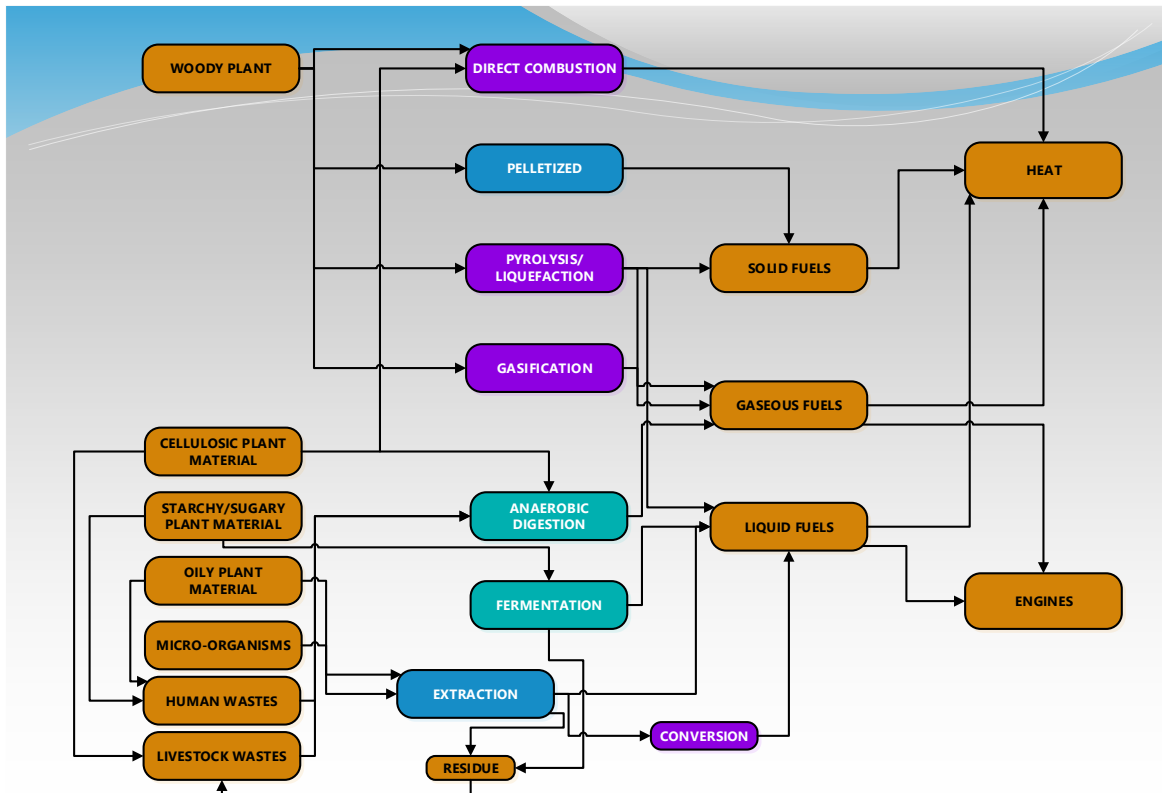 WOODY PLANT
DIRECT COMBUSTION
PELLETIZED
HEAT
PYROLYSIS/
LIQUEFACTION
SOLID FUELS
GASIFICATION
GASEOUS FUELS
CELLULOSIC PLANT
MATERIAL
STARCHY/SUGARY
PLANT MATERIAL
ANAEROBIC
DIGESTION
LIQUID FUELS
OILY PLANT
MATERIAL
FERMENTATION
ENGINES
MICRO-ORGANISMS
HUMAN WASTES
EXTRACTION
CONVERSION
LIVESTOCK WASTES
RESIDUE